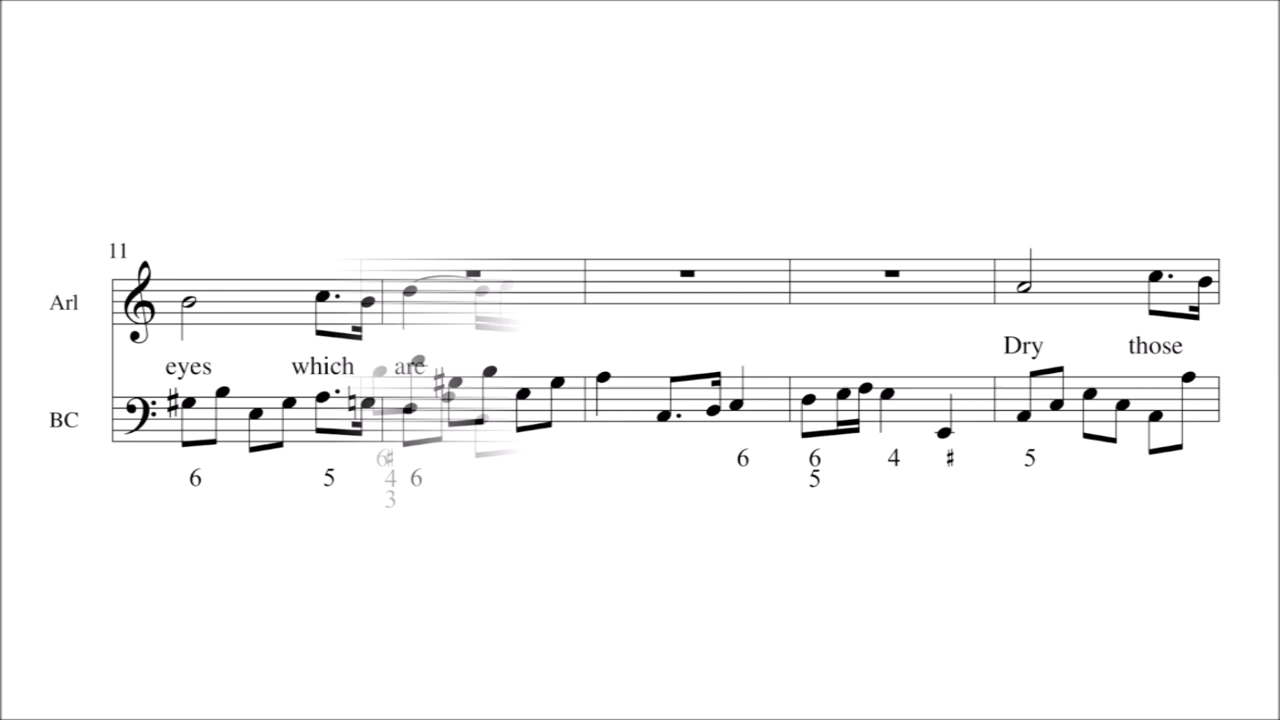 11
Arl
eyes which are Dry those
BC
6 5 6♯ 6 6 4 ♯ 5
4 6 5
3